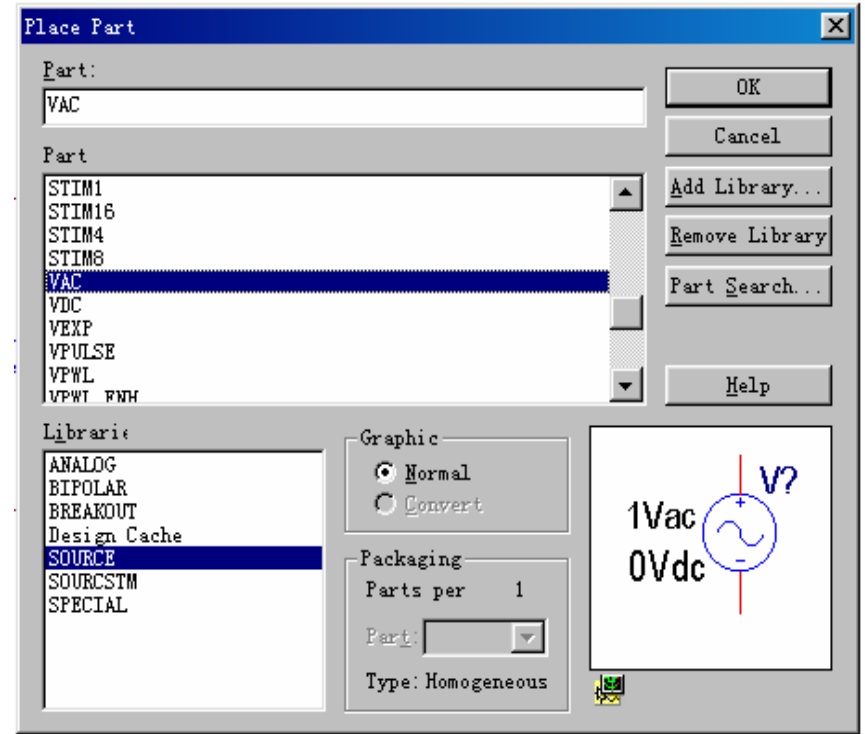 Place Part
Part:
VAC
OK
Cancel
Part
STIM1
STIM16
STIM4
STIM8
VAC
VDC
VEXP
VPULSE
VPWL
VPWL_ENH
Add Library...
Remove Library
Part Search...
Help
Librarie
ANALOG
BIPOLAR
BREAKOUT
Design Cache
SOURCE
SOURCSTM
SPECIAL
Graphic
Normal
Convert
Packaging
Parts per 1
Part:
Type: Homogeneous
V?
1Vac
0Vdc